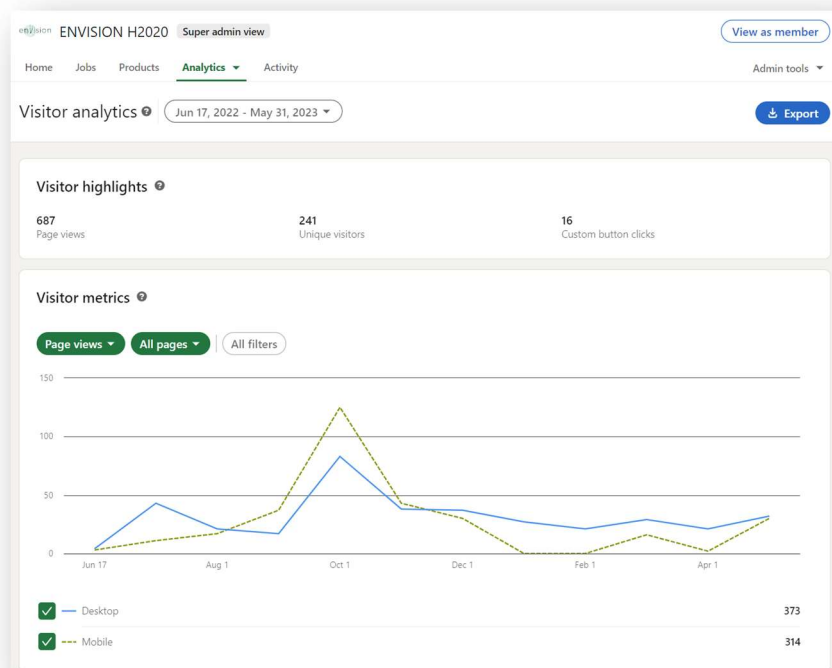 envision ENVISION H2020 Super admin view View as member
Home Jobs Products Analytics Activity Admin tools
Visitor analytics ? Jun 17, 2022 - May 31, 2023 Export
Visitor highlights ?
687 241 16
Page views Unique visitors Custom button clicks
Visitor metrics ?
Page views All pages All filters
150
100
50
0
Jun 17 Aug 1 Oct 1 Dec 1 Feb 1 Apr 1
Desktop 373
Mobile 314